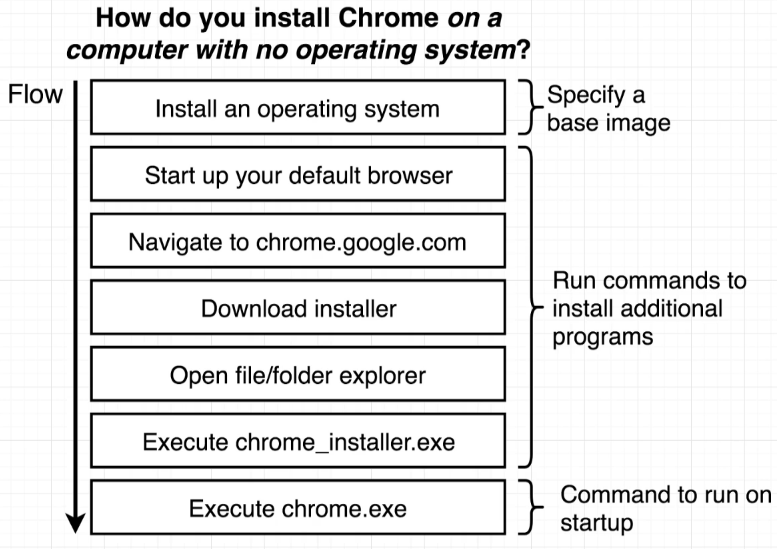 How do you install Chrome on a
computer with no operating system?
Flow
Install an operating system
Specify a
base image
Start up your default browser
Navigate to chrome.google.com
Download installer
Open file/folder explorer
Execute chrome_installer.exe
Run commands to
install additional
programs
Execute chrome.exe
Command to run on
startup